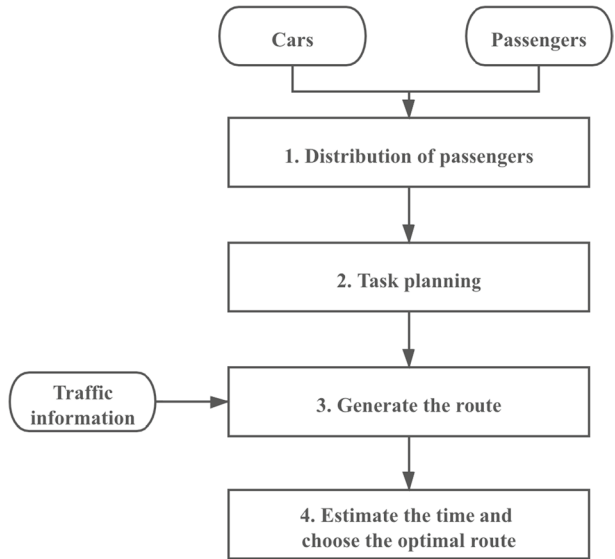 Cars
Passengers
1. Distribution of passengers
2. Task planning
Traffic
information
3. Generate the route
4. Estimate the time and
choose the optimal route